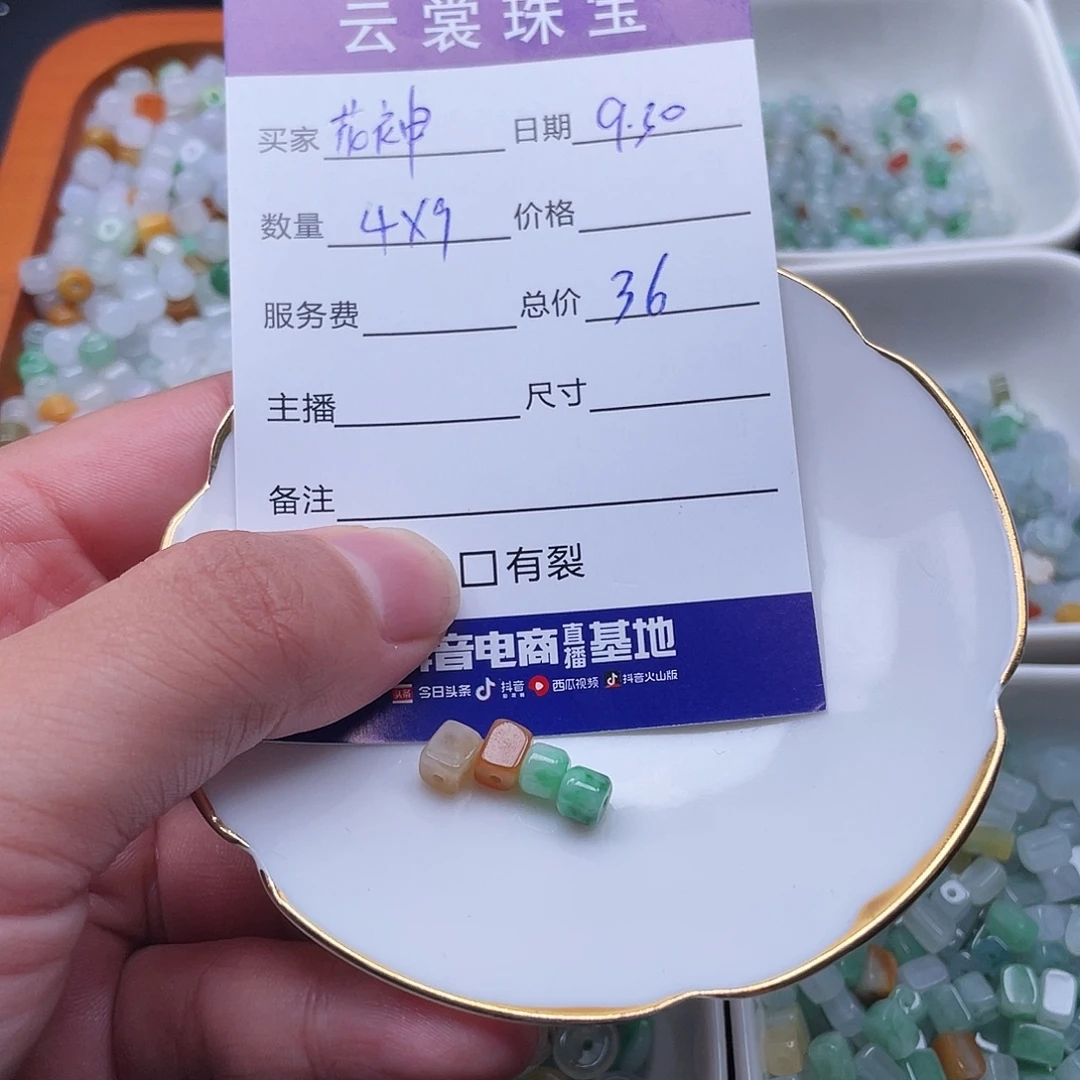 云裳珠宝
买家 花神 日期 9.30
数量 4X9 价格
服务费 总价 36
主播 尺寸
备注
□有裂
音电商直播基地
头条 今日头条 抖音 西瓜视频 抖音火山版